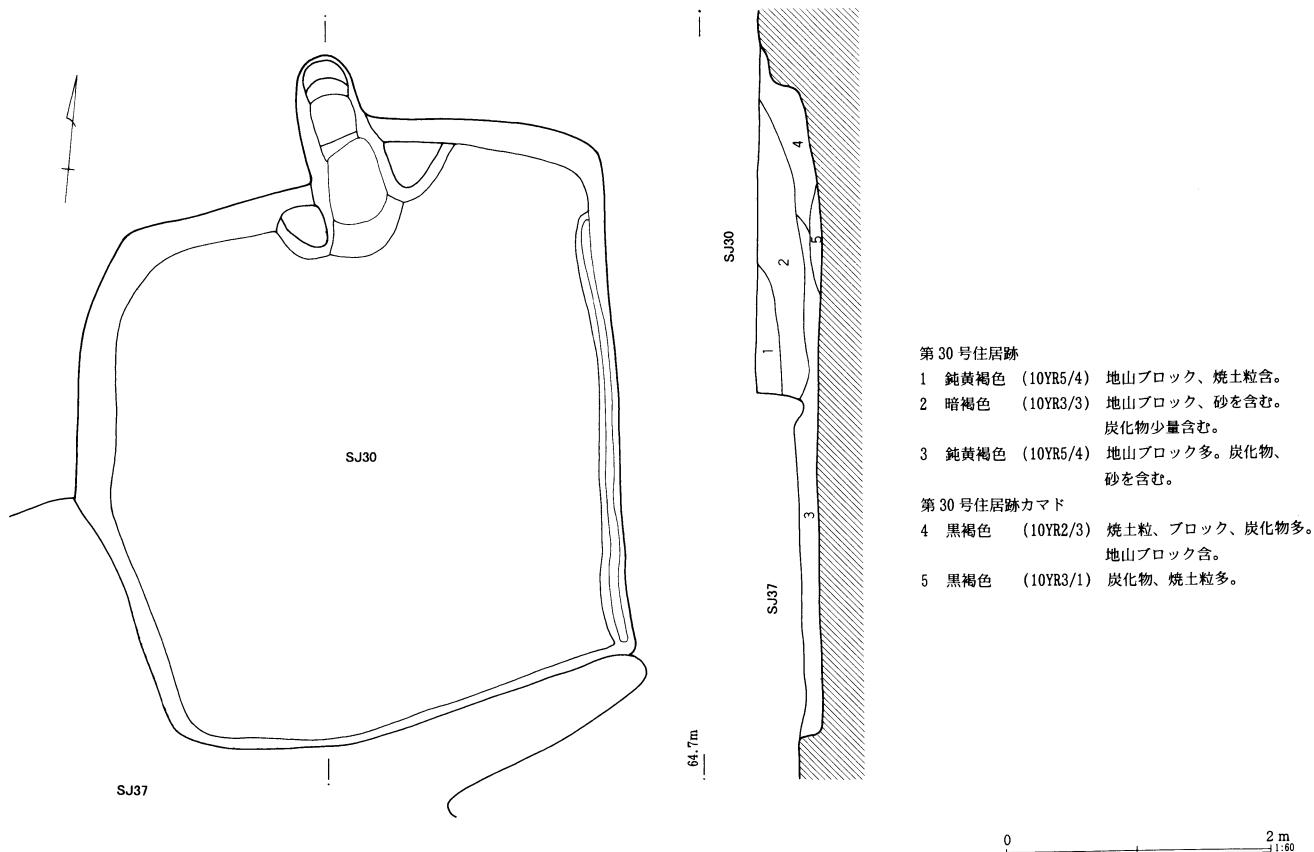 SJ30
SJ37
SJ30
SJ37
64.7m
1
2
3
4
5
第30号住居跡
1 鈍黄褐色 (10YR5/4) 地山ブロック、焼土粒含。
2 暗褐色 (10YR3/3) 地山ブロック、砂を含む。
炭化物少量含む。
3 鈍黄褐色 (10YR5/4) 地山ブロック多。炭化物、
砂を含む。
第30号住居跡カマド
4 黒褐色 (10YR2/3) 焼土粒、ブロック、炭化物多。
地山ブロック含。
5 黒褐色 (10YR3/1) 炭化物、焼土粒多。
0 2 m
1:60